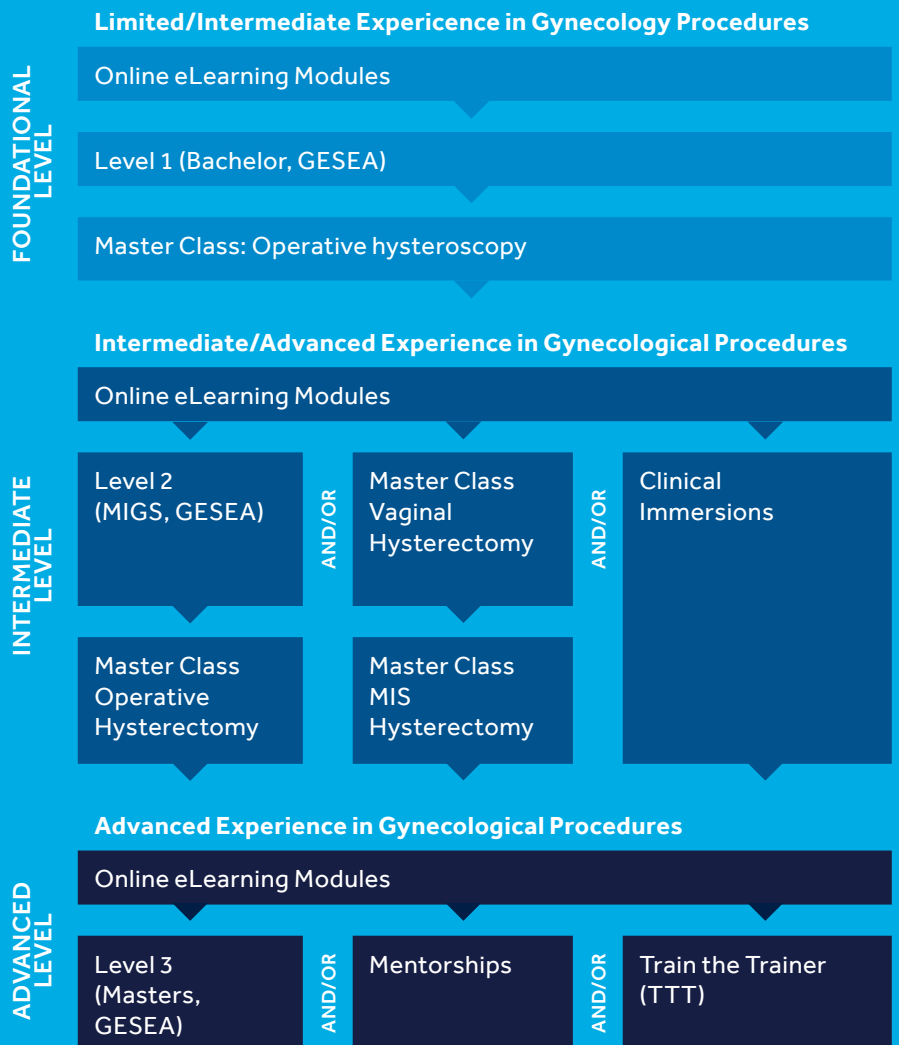 Limited/Intermediate Expericence in Gynecology Procedures
FOUNDATIONAL
LEVEL
Online eLearning Modules
Level 1 (Bachelor, GESEA)
Master Class: Operative hysteroscopy
Intermediate/Advanced Experience in Gynecological Procedures
INTERMEDIATE
LEVEL
Online eLearning Modules
Level 2
(MIGS, GESEA)
AND/OR
Master Class
Vaginal
Hysterectomy
AND/OR
Clinical
Immersions
Master Class
Operative
Hysterectomy
Master Class
MIS
Hysterectomy
Advanced Experience in Gynecological Procedures
ADVANCED
LEVEL
Online eLearning Modules
Level 3
(Masters,
GESEA)
AND/OR
Mentorships
AND/OR
Train the Trainer
(TTT)